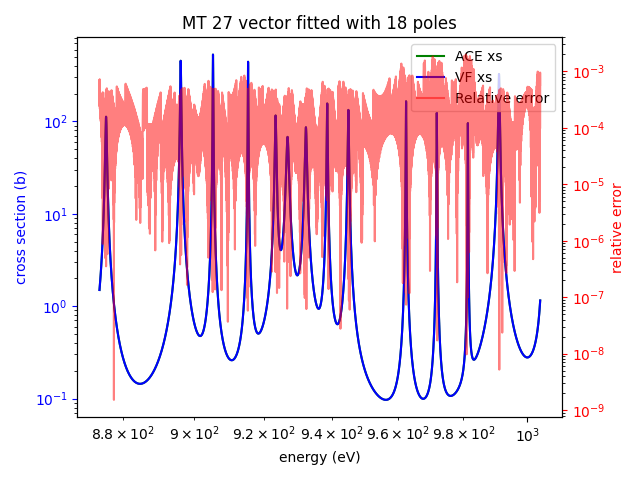 MT 27 vector fitted with 18 poles
ACE xs
VF xs
Relative error
cross section (b)
10²
10¹
10⁰
10⁻¹
10⁻³
10⁻⁴
10⁻⁵
10⁻⁶
10⁻⁷
10⁻⁸
10⁻⁹
relative error
8.8 × 10² 9 × 10² 9.2 × 10² 9.4 × 10² 9.6 × 10² 9.8 × 10² 10³
energy (eV)